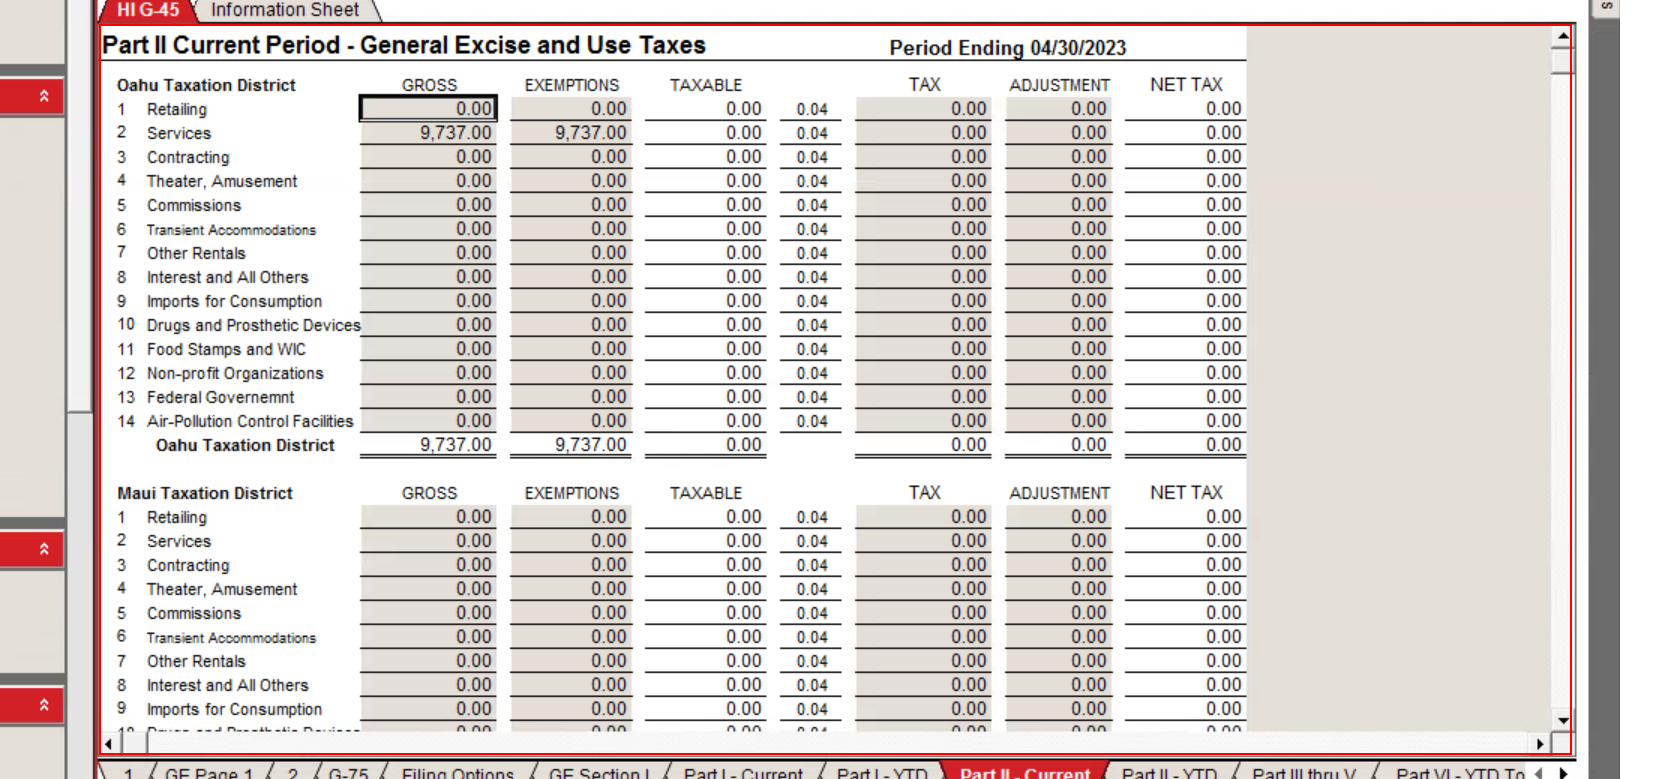 HI G-45 Information Sheet
Part II Current Period - General Excise and Use Taxes Period Ending 04/30/2023
Oahu Taxation District GROSS EXEMPTIONS TAXABLE TAX ADJUSTMENT NET TAX
1 Retailing 0.00 0.00 0.00 0.04 0.00 0.00 0.00
2 Services 9,737.00 9,737.00 0.00 0.04 0.00 0.00 0.00
3 Contracting 0.00 0.00 0.00 0.04 0.00 0.00 0.00
4 Theater, Amusement 0.00 0.00 0.00 0.04 0.00 0.00 0.00
5 Commissions 0.00 0.00 0.00 0.04 0.00 0.00 0.00
6 Transient Accommodations 0.00 0.00 0.00 0.04 0.00 0.00 0.00
7 Other Rentals 0.00 0.00 0.00 0.04 0.00 0.00 0.00
8 Interest and All Others 0.00 0.00 0.00 0.04 0.00 0.00 0.00
9 Imports for Consumption 0.00 0.00 0.00 0.04 0.00 0.00 0.00
10 Drugs and Prosthetic Devices 0.00 0.00 0.00 0.04 0.00 0.00 0.00
11 Food Stamps and WIC 0.00 0.00 0.00 0.04 0.00 0.00 0.00
12 Non-profit Organizations 0.00 0.00 0.00 0.04 0.00 0.00 0.00
13 Federal Governemnt 0.00 0.00 0.00 0.04 0.00 0.00 0.00
14 Air-Pollution Control Facilities 0.00 0.00 0.00 0.04 0.00 0.00 0.00
Oahu Taxation District 9,737.00 9,737.00 0.00 0.00 0.00 0.00
Maui Taxation District GROSS EXEMPTIONS TAXABLE TAX ADJUSTMENT NET TAX
1 Retailing 0.00 0.00 0.00 0.04 0.00 0.00 0.00
2 Services 0.00 0.00 0.00 0.04 0.00 0.00 0.00
3 Contracting 0.00 0.00 0.00 0.04 0.00 0.00 0.00
4 Theater, Amusement 0.00 0.00 0.00 0.04 0.00 0.00 0.00
5 Commissions 0.00 0.00 0.00 0.04 0.00 0.00 0.00
6 Transient Accommodations 0.00 0.00 0.00 0.04 0.00 0.00 0.00
7 Other Rentals 0.00 0.00 0.00 0.04 0.00 0.00 0.00
8 Interest and All Others 0.00 0.00 0.00 0.04 0.00 0.00 0.00
9 Imports for Consumption 0.00 0.00 0.00 0.04 0.00 0.00 0.00
10 Drugs and Prosthetic Devices 0.00 0.00 0.00 0.04 0.00 0.00 0.00
1 GE Page 1 2 G-75 Filing Options GE Section I Part I - Current Part I - YTD Part II - Current Part II - YTD Part III thru V Part VI - YTD To